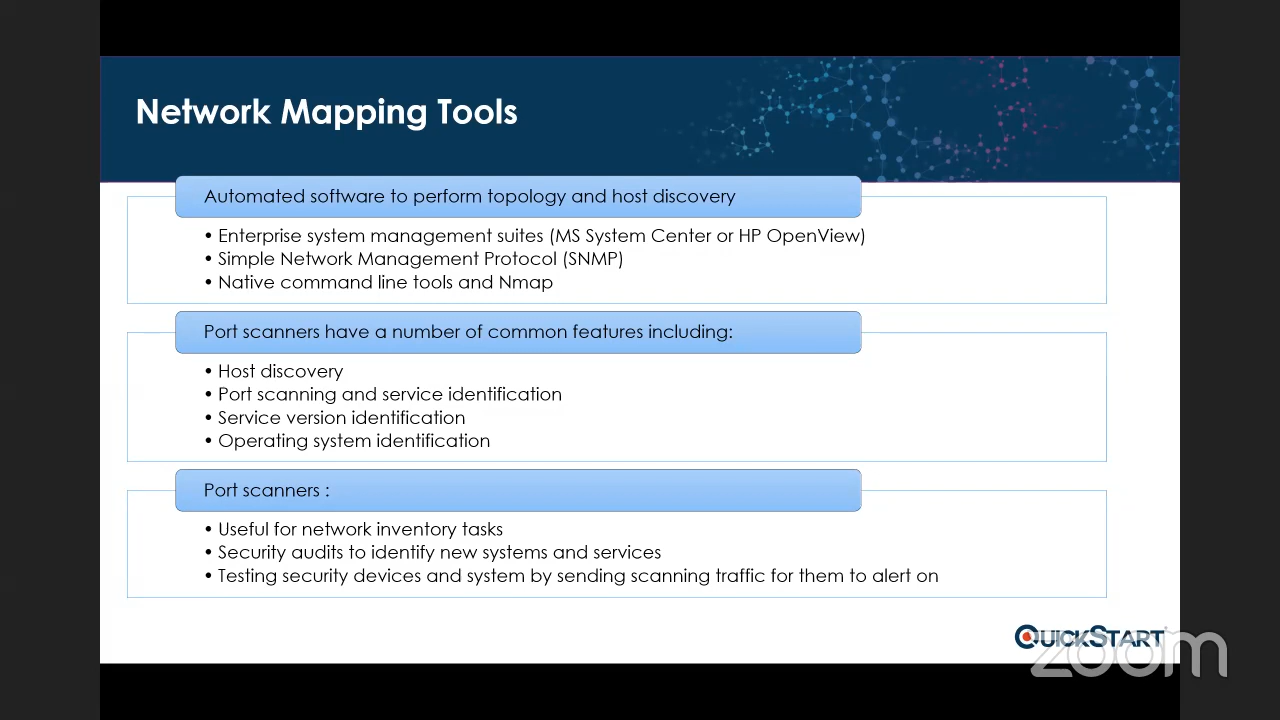 Network Mapping Tools
Automated software to perform topology and host discovery
• Enterprise system management suites (MS System Center or HP OpenView)
• Simple Network Management Protocol (SNMP)
• Native command line tools and Nmap
Port scanners have a number of common features including:
• Host discovery
• Port scanning and service identification
• Service version identification
• Operating system identification
Port scanners :
• Useful for network inventory tasks
• Security audits to identify new systems and services
• Testing security devices and system by sending scanning traffic for them to alert on
QUICKSTART
zoom